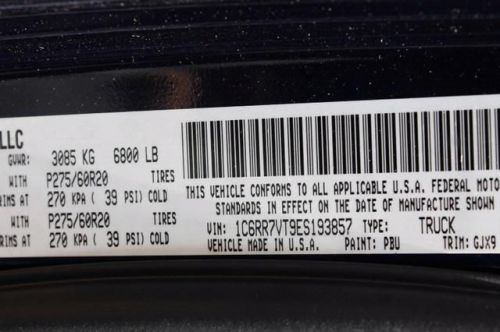 LLC
GVWR: 3085 KG 6800 LB
WITH P275/60R20 TIRES
RIMS AT 270 KPA ( 39 PSI) COLD
WITH P275/60R20 TIRES
RIMS AT 270 KPA ( 39 PSI) COLD
THIS VEHICLE CONFORMS TO ALL APPLICABLE U.S.A. FEDERAL MOTOR
STANDARDS IN EFFECT ON THE DATE OF MANUFACTURE SHOWN
VIN: 1C6RR7VT9ES193857 TYPE: TRUCK
VEHICLE MADE IN U.S.A. PAINT: PBU TRIM: GJX9